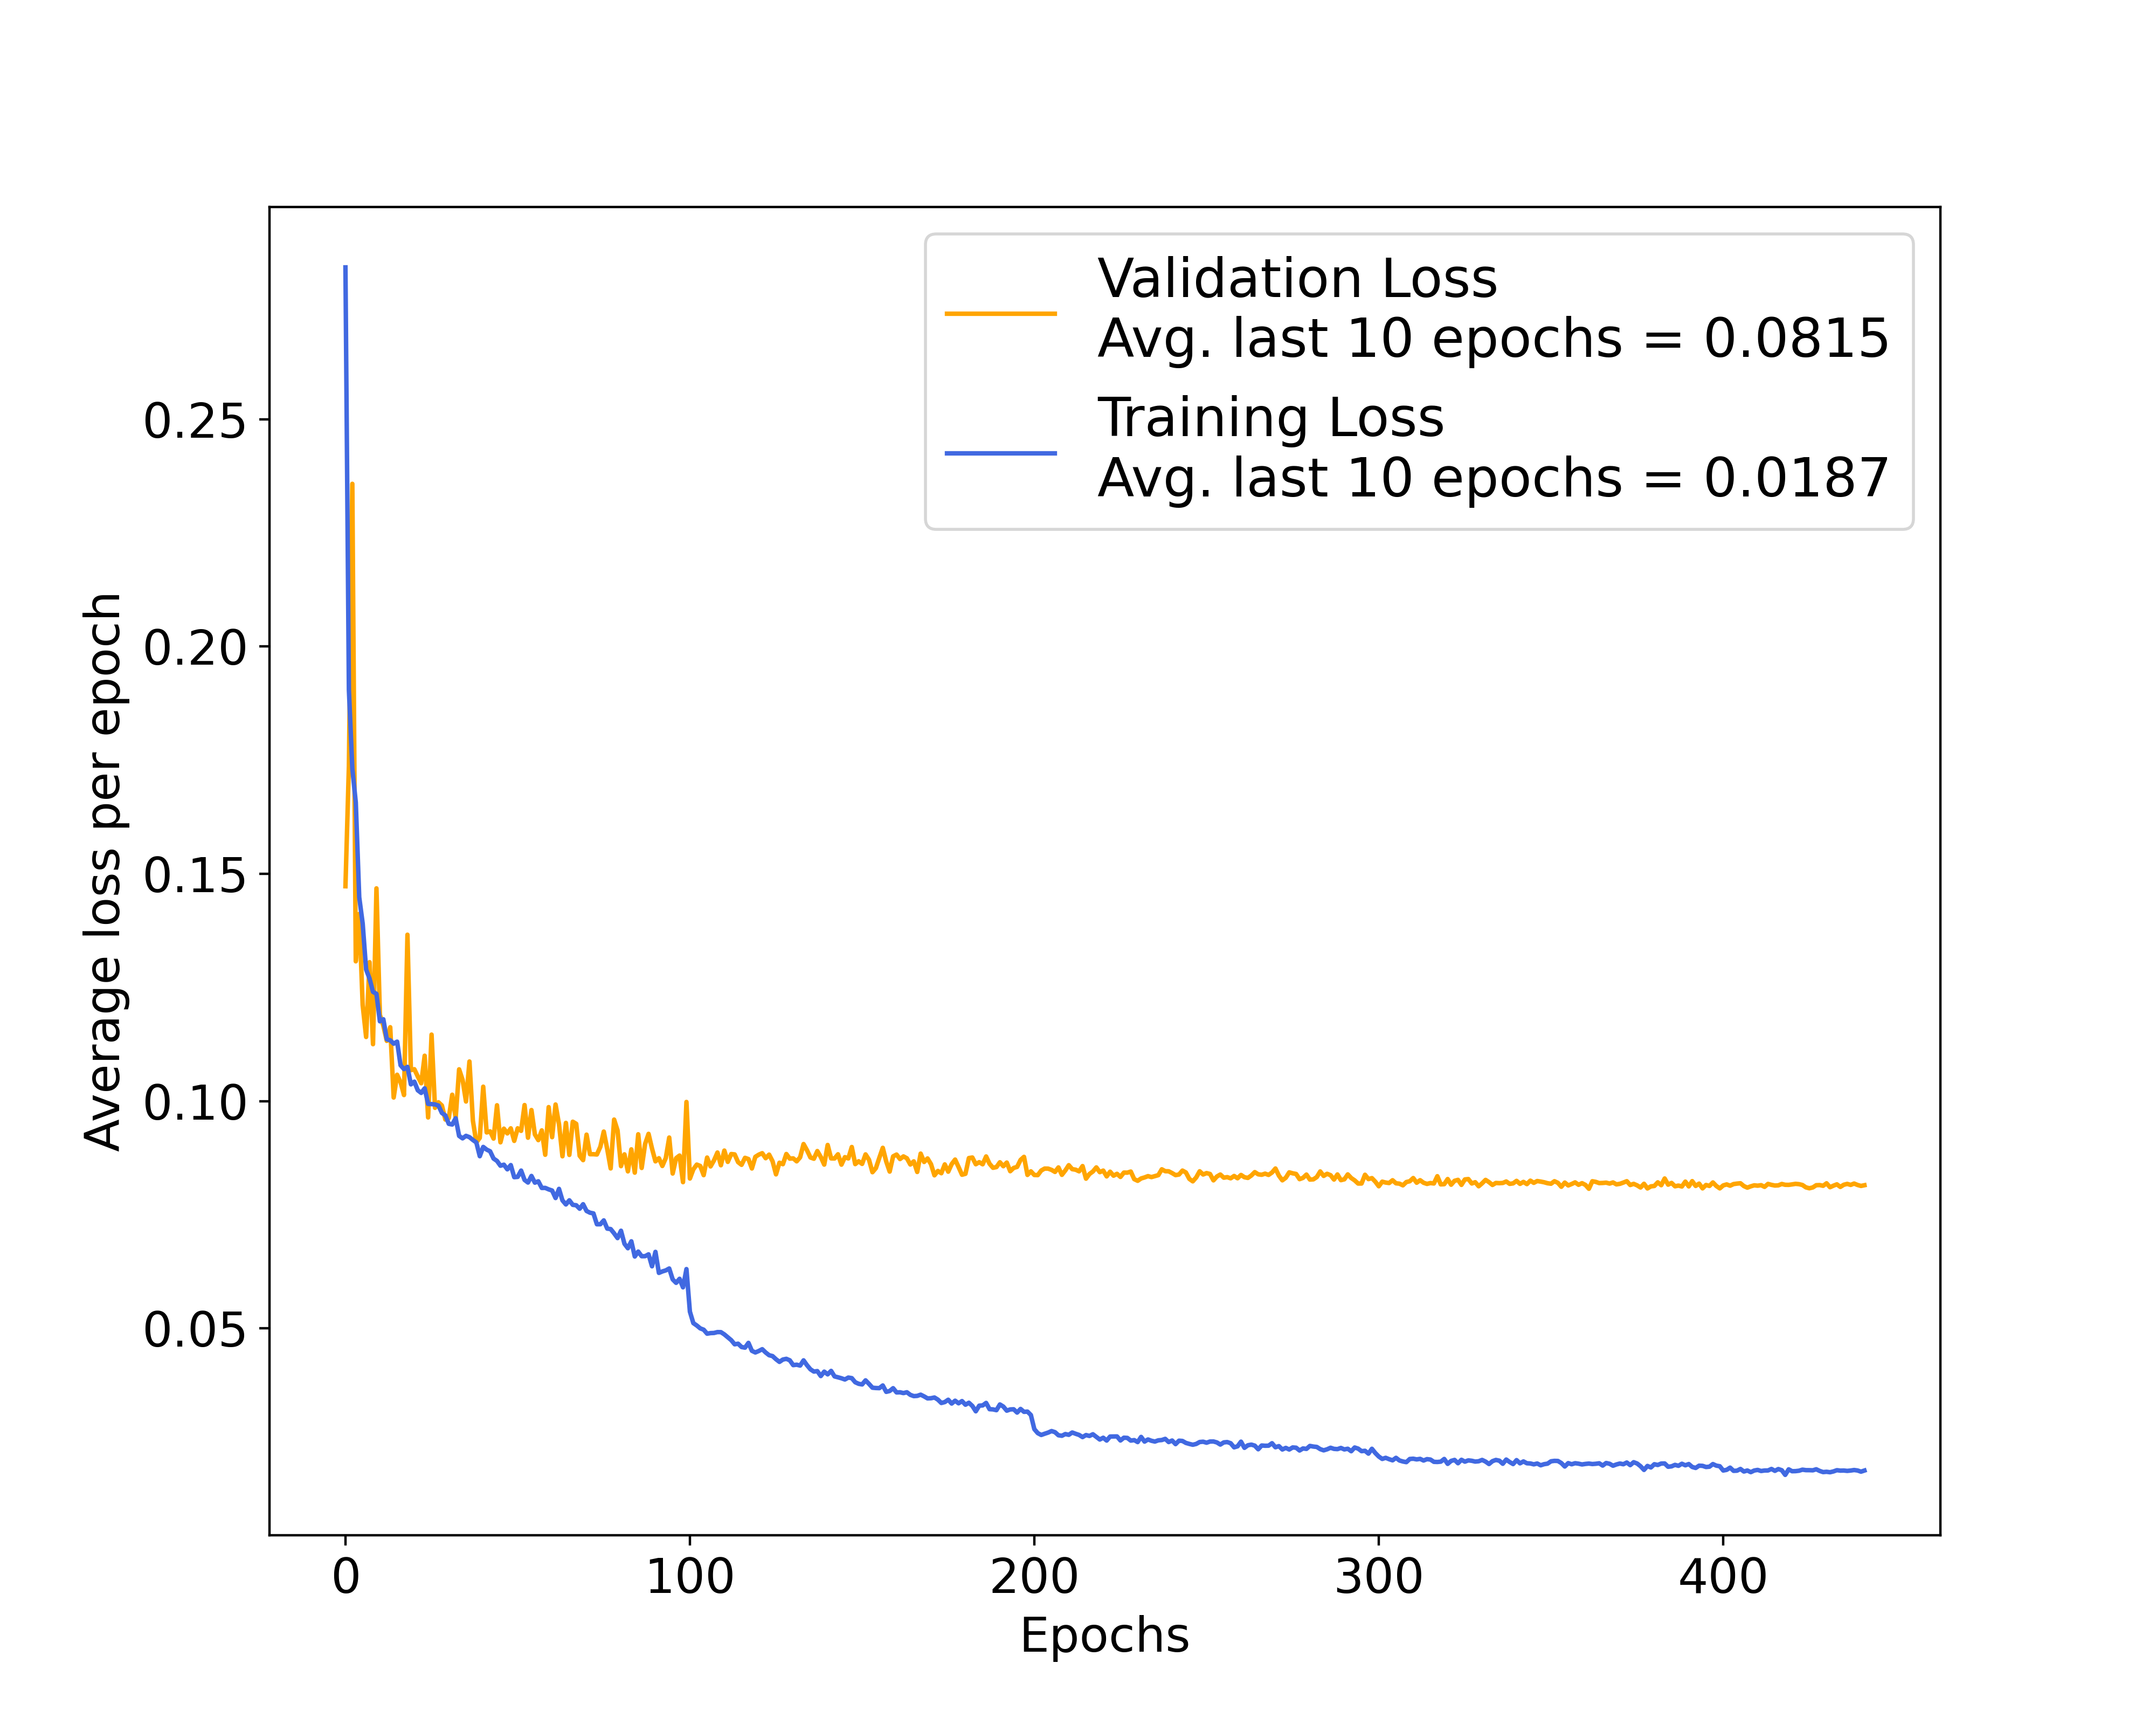 Validation Loss
Avg. last 10 epochs = 0.0815
Training Loss
Avg. last 10 epochs = 0.0187
0.25
0.20
0.15
0.10
0.05
Average loss per epoch
0 100 200 300 400
Epochs